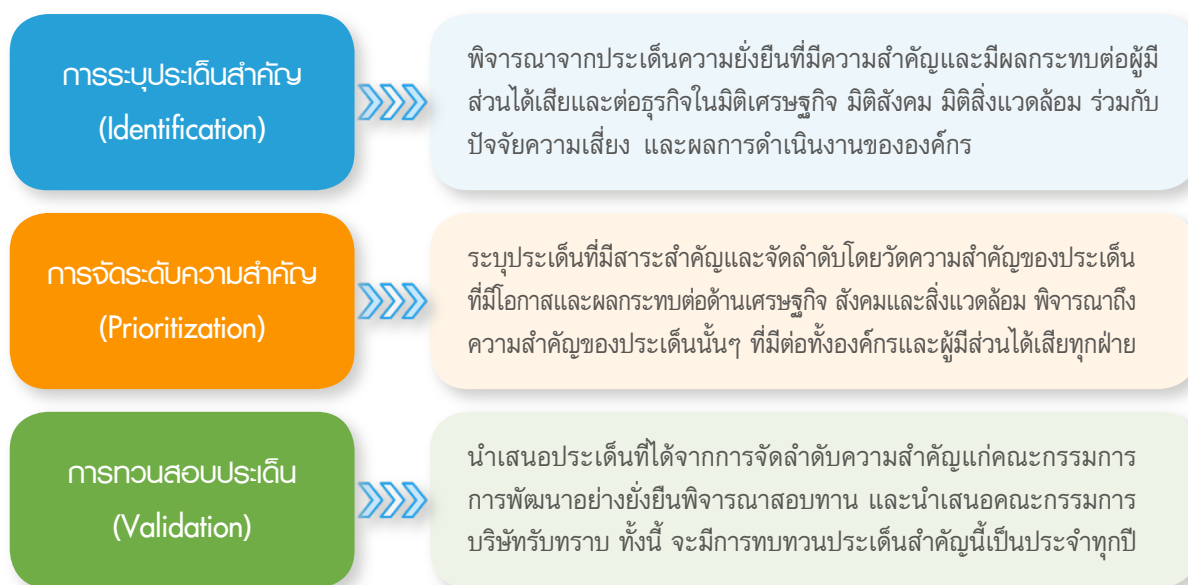 การระบุประเด็นสำคัญ
(Identification)
พิจารณาจากประเด็นความยั่งยืนที่มีความสำคัญและมีผลกระทบต่อผู้มี
ส่วนได้เสียและต่อธุรกิจในมิติเศรษฐกิจ มิติสังคม มิติสิ่งแวดล้อม ร่วมกับ
ปัจจัยความเสี่ยง และผลการดำเนินงานขององค์กร
การจัดระดับความสำคัญ
(Prioritization)
ระบุประเด็นที่มีสาระสำคัญและจัดลำดับโดยวัดความสำคัญของประเด็น
ที่มีโอกาสและผลกระทบต่อด้านเศรษฐกิจ สังคมและสิ่งแวดล้อม พิจารณาถึง
ความสำคัญของประเด็นนั้นๆ ที่มีต่อทั้งองค์กรและผู้มีส่วนได้เสียทุกฝ่าย
การทวนสอบประเด็น
(Validation)
นำเสนอประเด็นที่ได้จากการจัดลำดับความสำคัญแก่คณะกรรมการ
การพัฒนาอย่างยั่งยืนพิจารณาสอบทาน และนำเสนอคณะกรรมการ
บริษัทรับทราบ ทั้งนี้ จะมีการทบทวนประเด็นสำคัญนี้เป็นประจำทุกปี